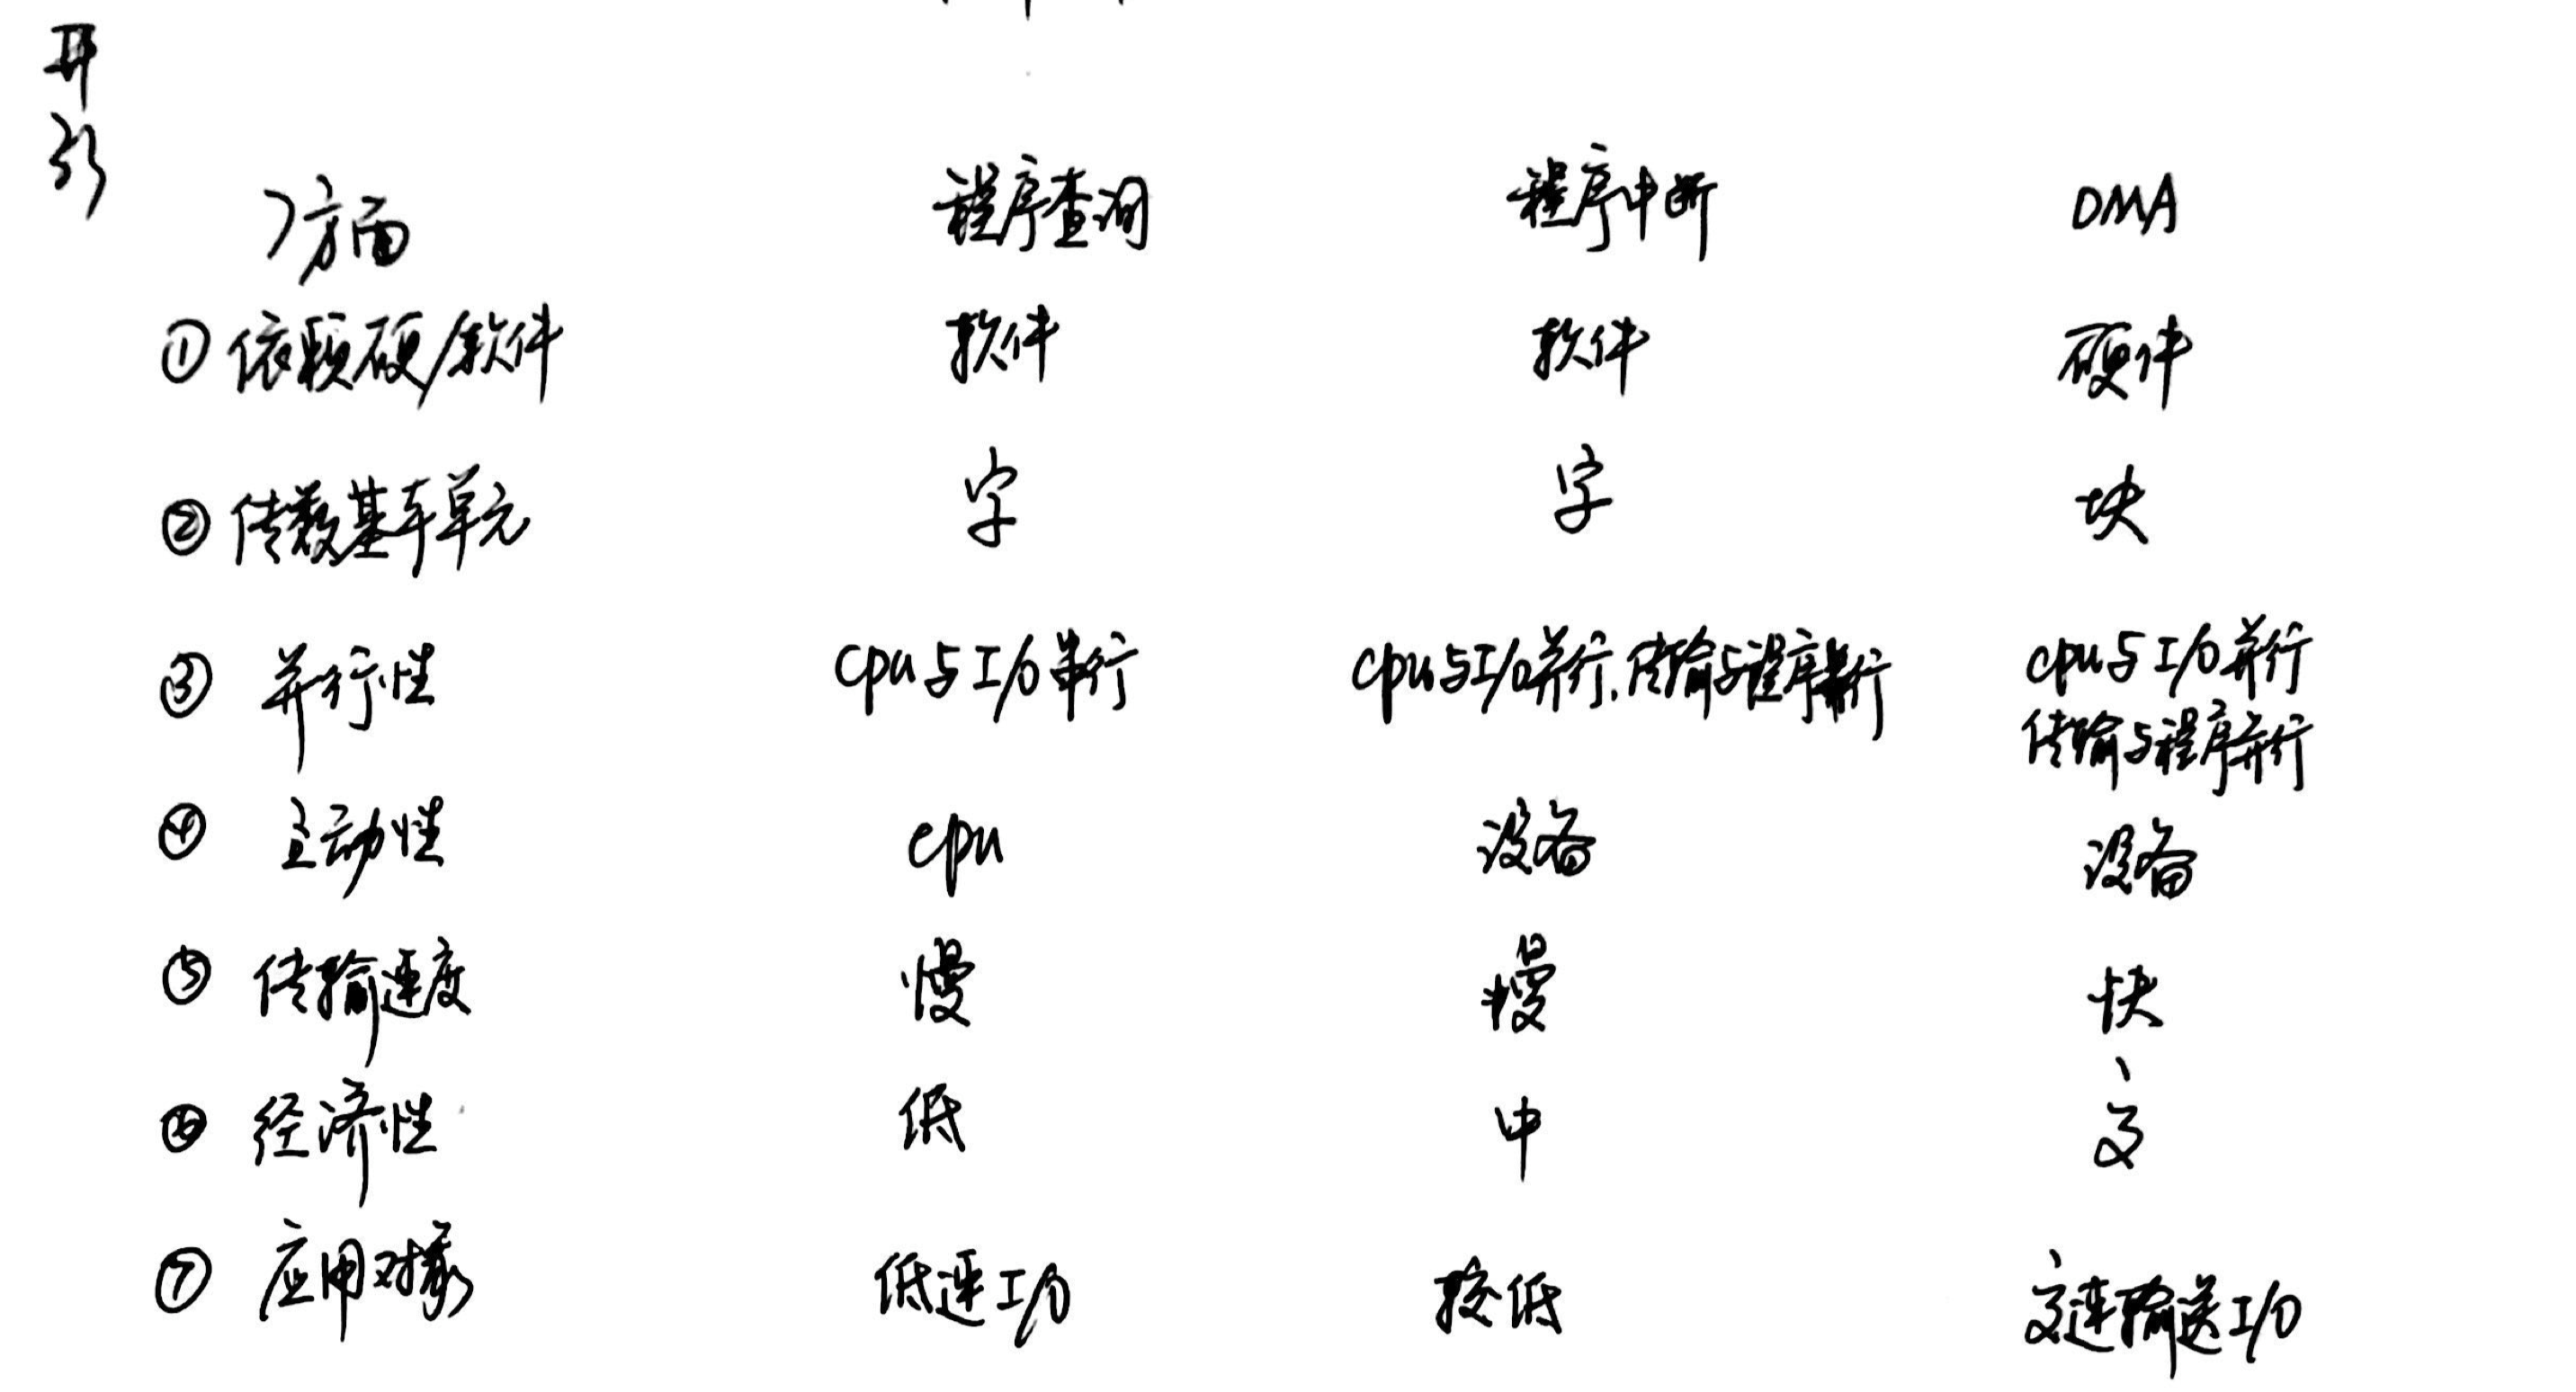 7方面 程序查询 程序中断 DMA
① 依赖硬/软件 软件 软件 硬件
② 传数基本单元 字 字 块
③ 并行性 cpu与I/O串行 cpu与I/O并行,传输与程序串行 cpu与I/O并行
传输与程序并行
④ 主动性 cpu 设备 设备
⑤ 传输速度 慢 慢 快
⑥ 经济性 低 中 高
⑦ 应用对象 低速I/O 较低 高速输送I/O